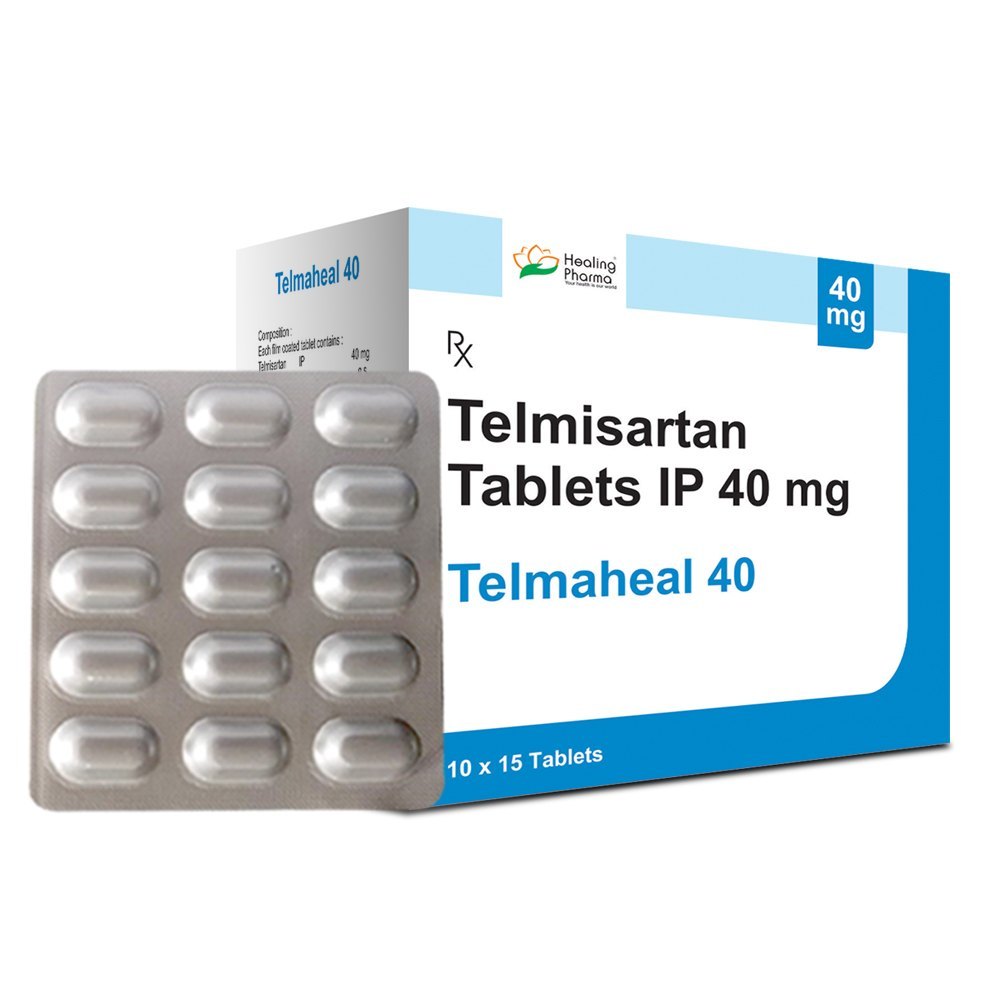 Telmaheal 40
Composition :
Each film coated tablet contains :
Telmisartan IP 40 mg
Healing
Pharma
Your health is our world
40
mg
Rx
Telmisartan
Tablets IP 40 mg
Telmaheal 40
10 x 15 Tablets